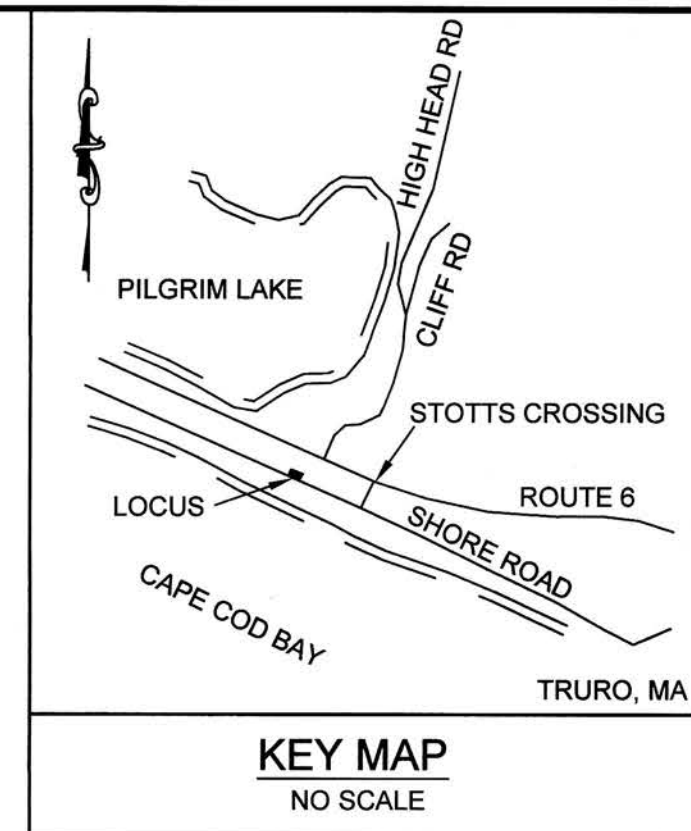 HIGH HEAD RD
CLIFF RD
PILGRIM LAKE
STOTTS CROSSING
LOCUS
ROUTE 6
SHORE ROAD
CAPE COD BAY
TRURO, MA
KEY MAP
NO SCALE